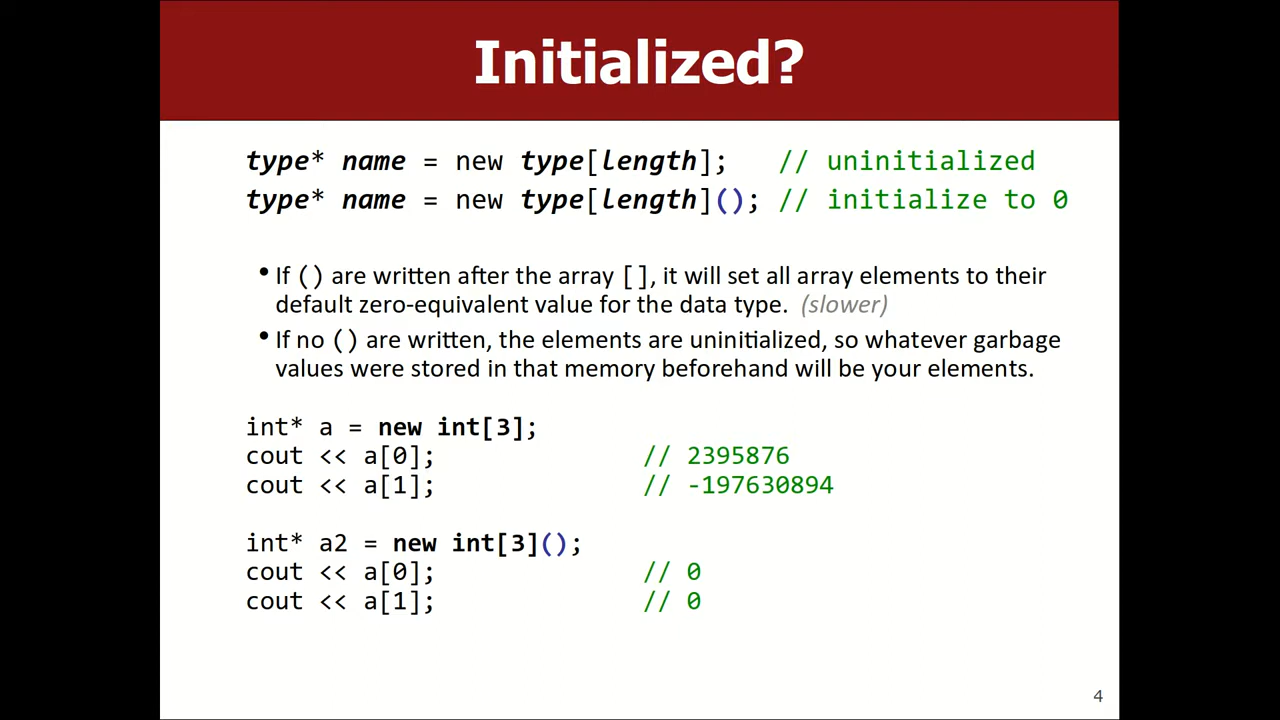 Initialized?
type* name = new type[length];   // uninitialized
type* name = new type[length](); // initialize to 0
• If () are written after the array [], it will set all array elements to their
default zero-equivalent value for the data type.  (slower)
• If no () are written, the elements are uninitialized, so whatever garbage
values were stored in that memory beforehand will be your elements.
int* a = new int[3];
cout << a[0];              // 2395876
cout << a[1];              // -197630894
int* a2 = new int[3]();
cout << a[0];              // 0
cout << a[1];              // 0
4